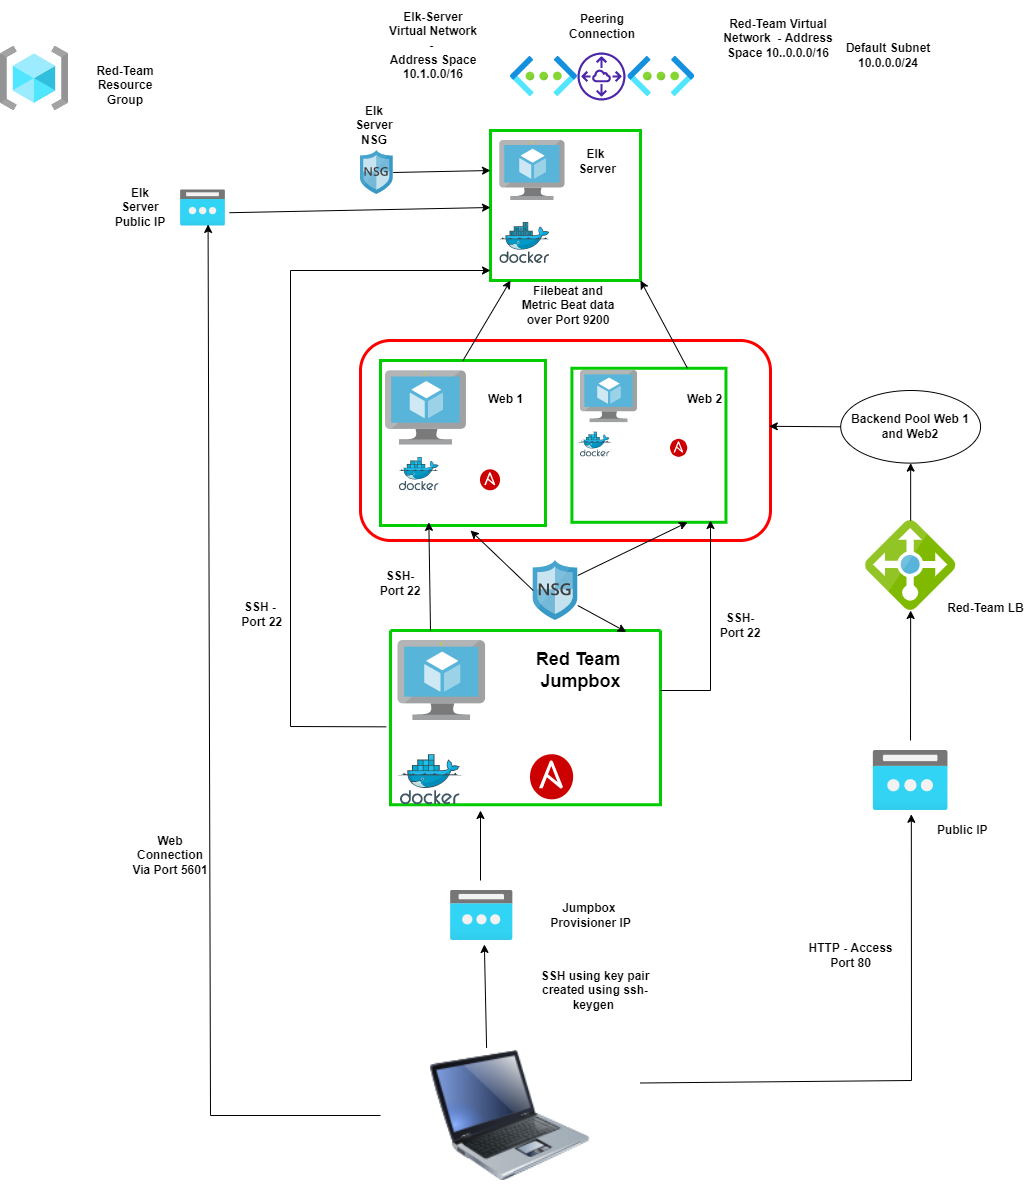 Elk-Server
Virtual Network
-
Address Space
10.1.0.0/16
Peering
Connection
Red-Team Virtual
Network - Address
Space 10..0.0.0/16
Default Subnet
10.0.0.0/24
Red-Team
Resource
Group
Elk
Server
NSG
NSG
Elk
Server
docker
Elk
Server
Public IP
Filebeat and
Metric Beat data
over Port 9200
Web 1
docker
Web 2
docker
Backend Pool Web 1
and Web2
SSH-
Port 22
NSG
SSH -
Port 22
SSH-
Port 22
Red-Team LB
Red Team
Jumpbox
docker
Public IP
Web
Connection
Via Port 5601
Jumpbox
Provisioner IP
HTTP - Access
Port 80
SSH using key pair
created using ssh-
keygen